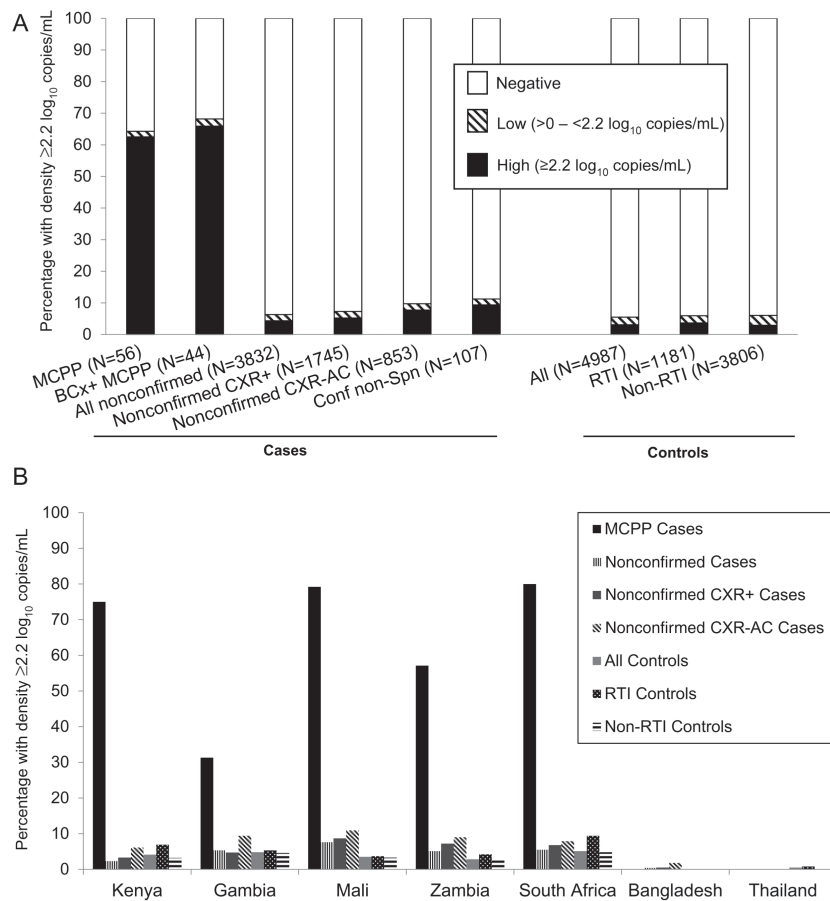 A
Percentage with density ≥2.2 log10 copies/mL
100
90
80
70
60
50
40
30
20
10
0
Negative
Low (>0 – <2.2 log10 copies/mL)
High (≥2.2 log10 copies/mL)
MCPP (N=56)
BCx+ MCPP (N=44)
All nonconfirmed (N=3832)
Nonconfirmed CXR+ (N=1745)
Nonconfirmed CXR-AC (N=853)
Conf non-Spn (N=107)
All (N=4987)
RTI (N=1181)
Non-RTI (N=3806)
Cases
Controls
B
Percentage with density ≥2.2 log10 copies/mL
100
90
80
70
60
50
40
30
20
10
0
MCPP Cases
Nonconfirmed Cases
Nonconfirmed CXR+ Cases
Nonconfirmed CXR-AC Cases
All Controls
RTI Controls
Non-RTI Controls
Kenya
Gambia
Mali
Zambia
South Africa
Bangladesh
Thailand